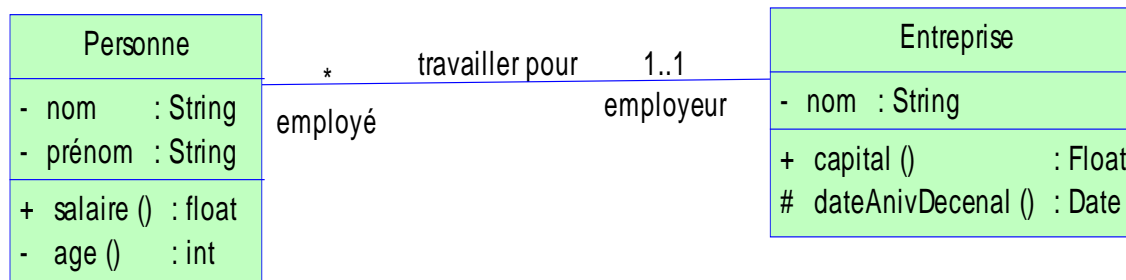 Personne
- nom : String
- prénom : String
+ salaire () : float
- age () : int
* travailler pour 1..1
employé employeur
Entreprise
- nom : String
+ capital () : Float
# dateAnivDecenal () : Date